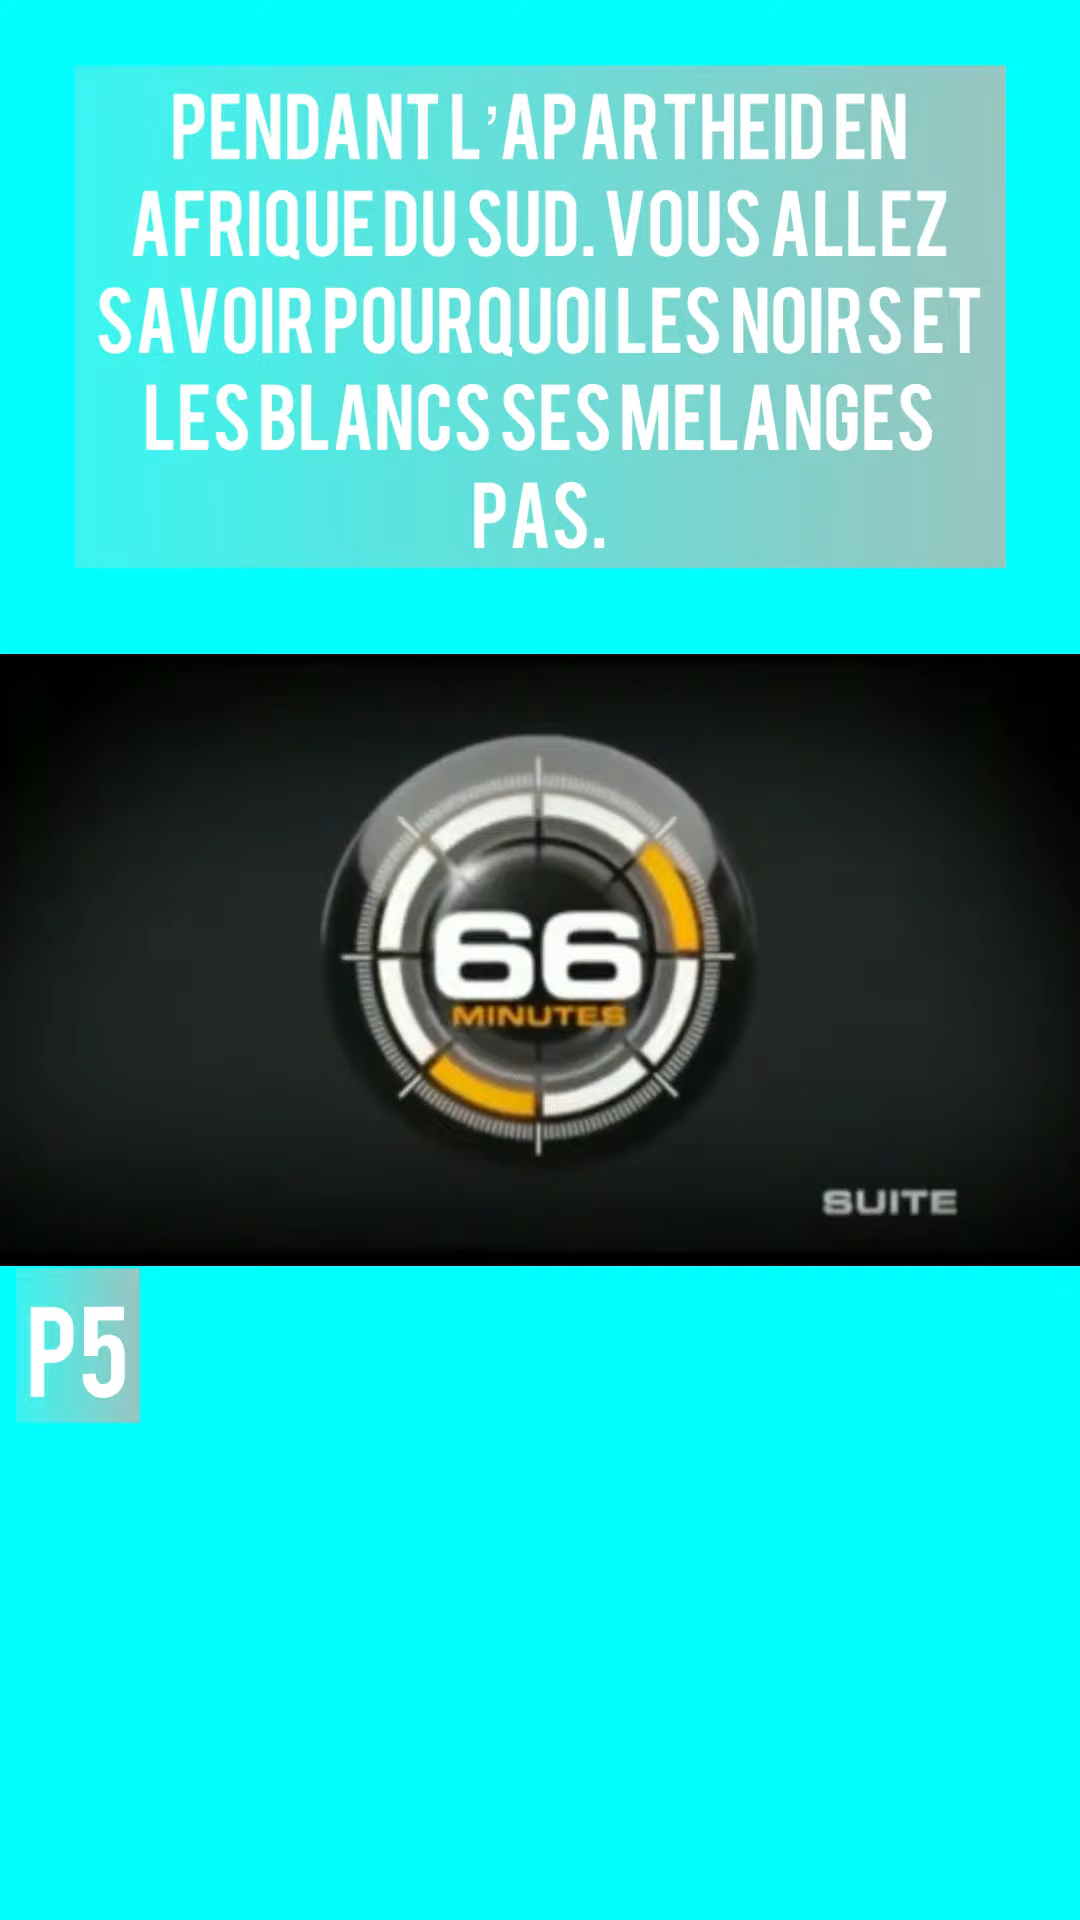 PENDANT L'APARTHEID EN
AFRIQUE DU SUD. VOUS ALLEZ
SAVOIR POURQUOI LES NOIRS ET
LES BLANCS SES MELANGES
PAS.
66
MINUTES
SUITE
P5